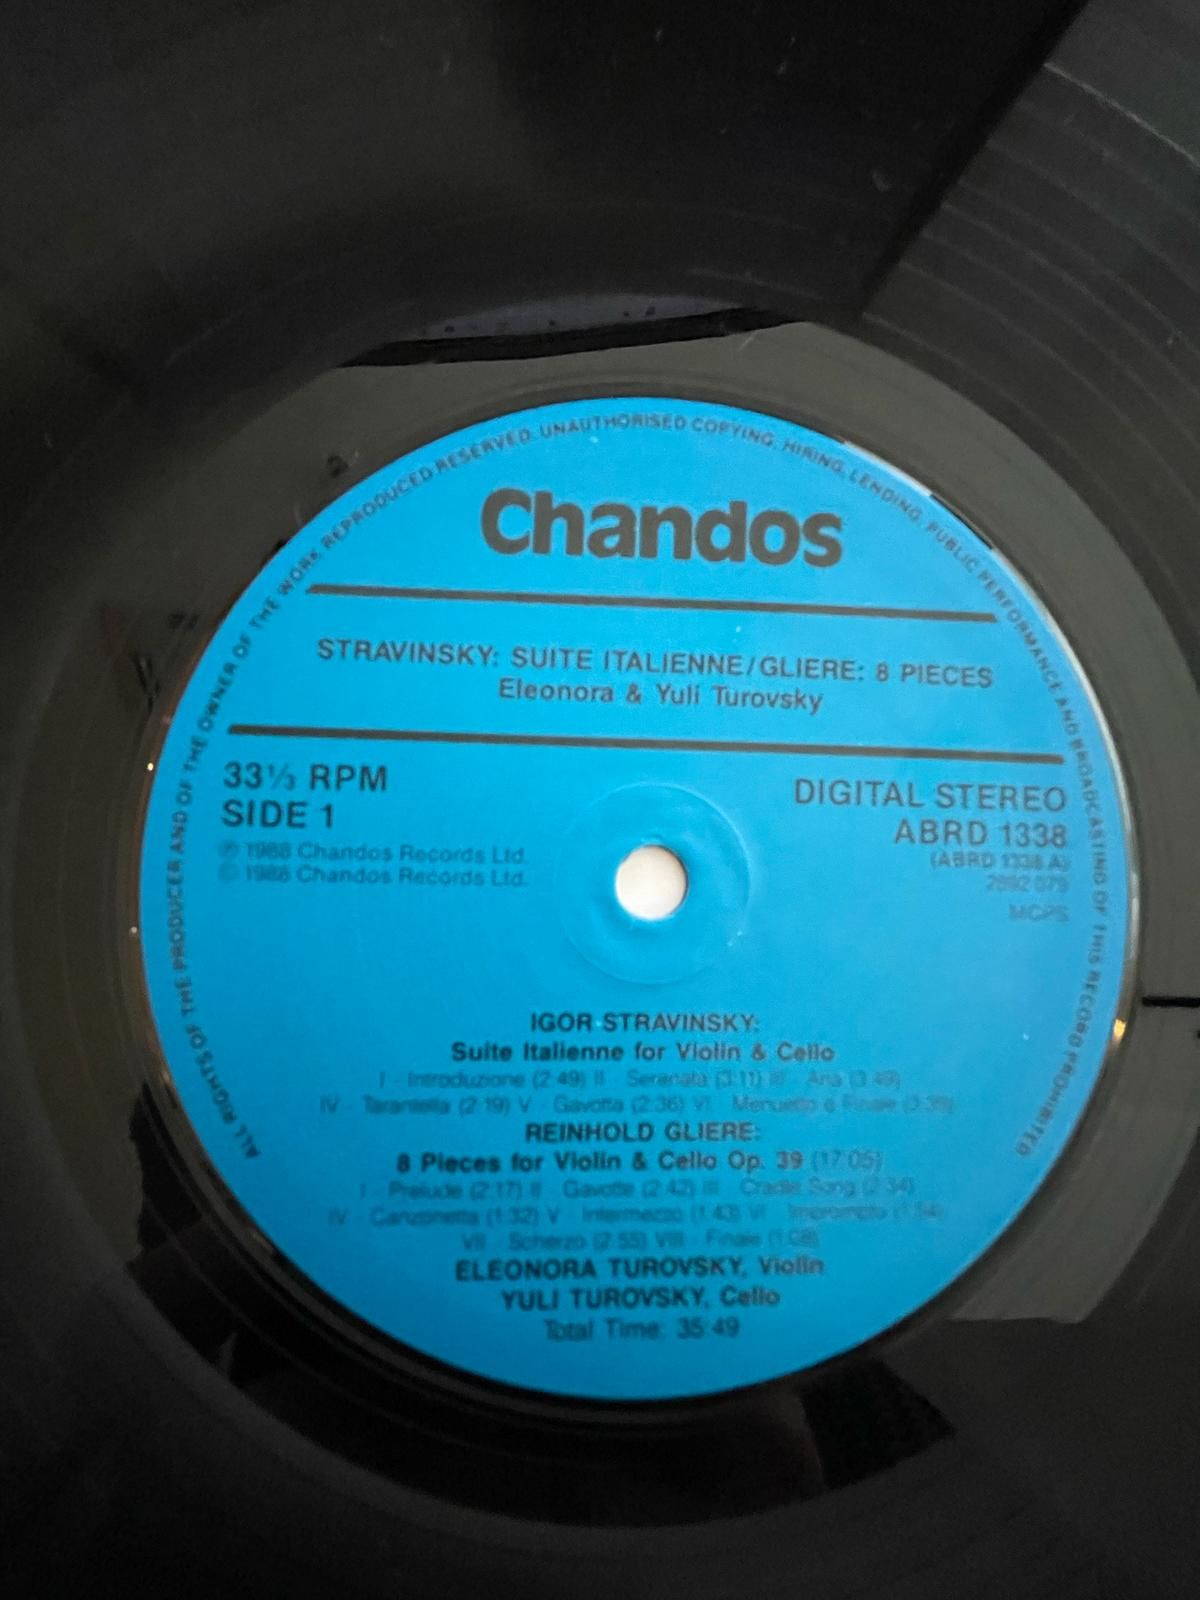 ALL RIGHTS OF THE PRODUCER AND OF THE OWNER OF THE WORK REPRODUCED RESERVED. UNAUTHORISED COPYING, HIRING, LENDING, PUBLIC PERFORMANCE AND BROADCASTING OF THIS RECORD PROHIBITED
Chandos
STRAVINSKY: SUITE ITALIENNE/GLIERE: 8 PIECES
Eleonora & Yuli Turovsky
33⅓ RPM
SIDE 1
℗ 1988 Chandos Records Ltd.
© 1988 Chandos Records Ltd.
DIGITAL STEREO
ABRD 1338
(ABRD 1338.A)
2892 079
MCPS
IGOR STRAVINSKY:
Suite Italienne for Violin & Cello
I - Introduzione (2:49) II - Serenata (3:11) III - Aria (3:49)
IV - Tarantella (2:19) V - Gavotta (2:36) VI - Menuetto e Finale
REINHOLD GLIERE:
8 Pieces for Violin & Cello Op. 39 (17:05)
I - Prelude (2:17) II - Gavotte (2:42) III - Cradle Song (2:34)
IV - Canzonetta (1:32) V - Intermezzo (1:43) VI - Impromptu
VII - Scherzo (2:55) VIII - Finale (1:08)
ELEONORA TUROVSKY, Violin
YULI TUROVSKY, Cello
Total Time: 35:49